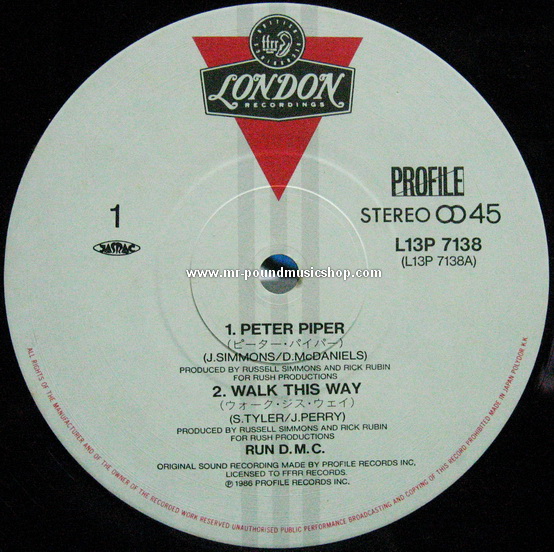 ffrr
LONDON
RECORDINGS
PROFILE
1
STEREO 45
JASRAC
L13P 7138
(L13P 7138A)
www.mr-poundmusicshop.com
1. PETER PIPER
(ピーター・パイパー)
(J.SIMMONS/D.McDANIELS)
PRODUCED BY RUSSELL SIMMONS AND RICK RUBIN
FOR RUSH PRODUCTIONS
2. WALK THIS WAY
(ウォーク・ジス・ウェイ)
(S.TYLER/J.PERRY)
PRODUCED BY RUSSELL SIMMONS AND RICK RUBIN
FOR RUSH PRODUCTIONS
RUN D.M.C.
ORIGINAL SOUND RECORDING MADE BY PROFILE RECORDS INC,
LICENSED TO FFRR RECORDS.
Ⓟ 1986 PROFILE RECORDS INC.
ALL RIGHTS OF THE MANUFACTURER AND OF THE OWNER OF THE RECORDED WORK RESERVED UNAUTHORISED PUBLIC PERFORMANCE BROADCASTING AND COPYING OF THIS RECORD PROHIBITED MADE IN JAPAN POLYDOR K.K